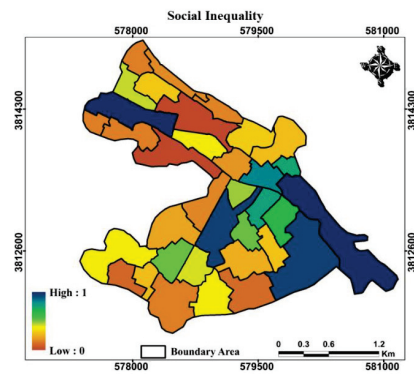 Social Inequality
578000 579500 581000
3814300 3814300
3812600 3812600
High : 1
Low : 0
Boundary Area
0 0.3 0.6 1.2
Km
578000 579500 581000